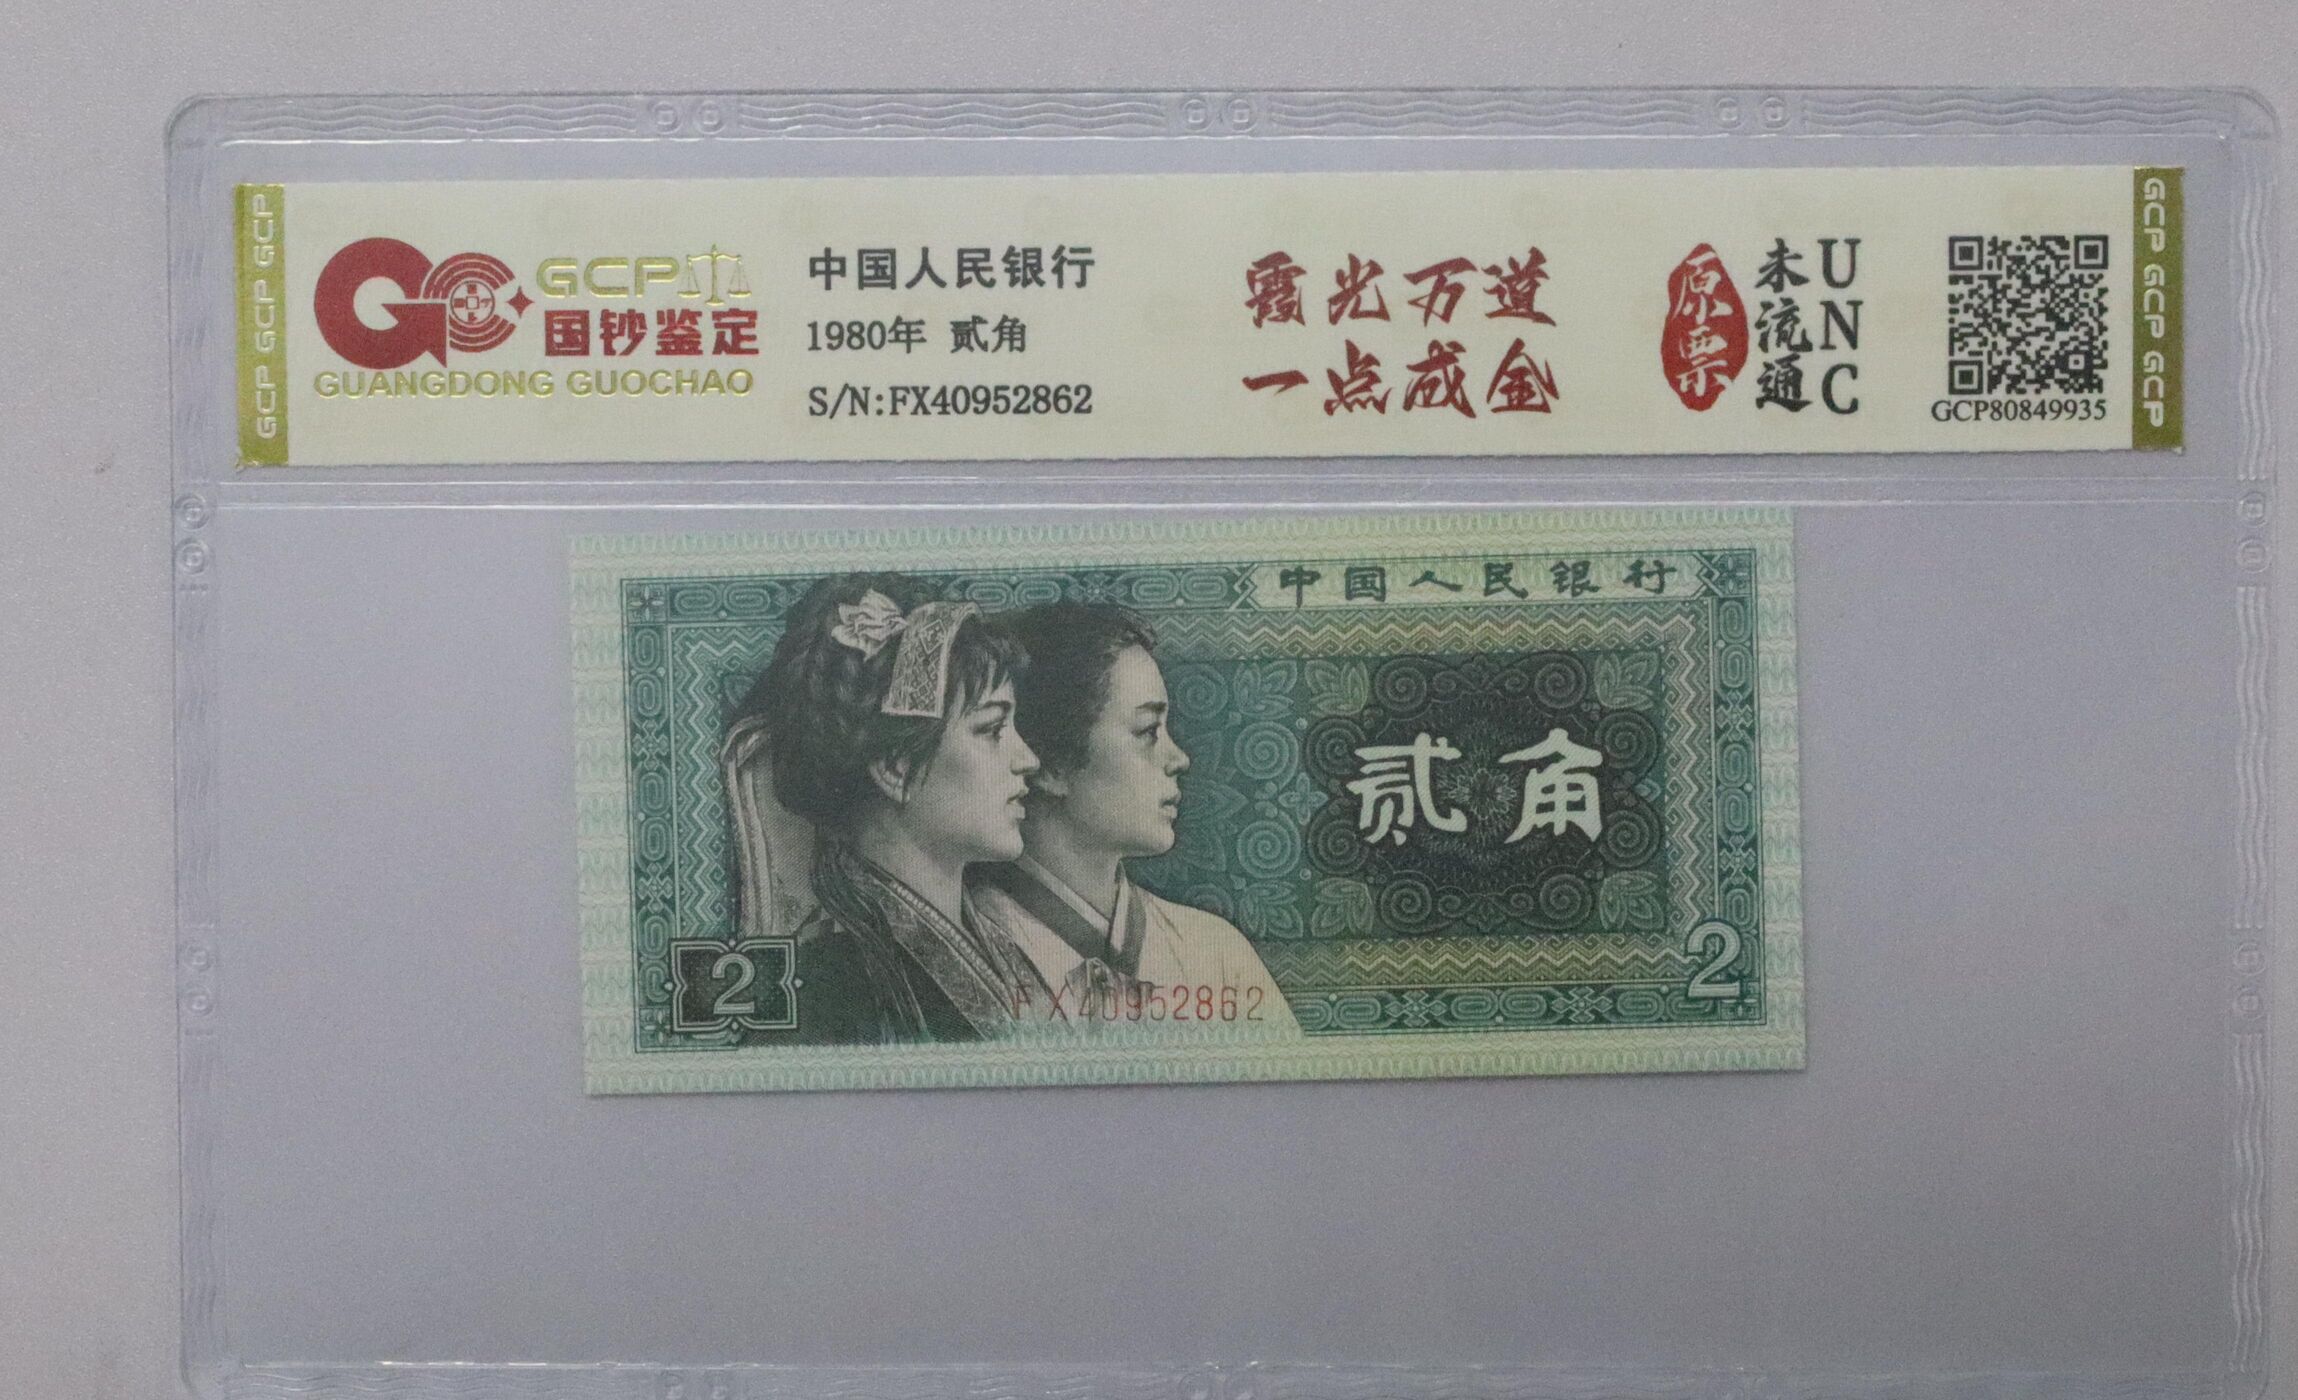 GCP GCP GCP
GCP
国钞鉴定
GUANGDONG GUOCHAO
中国人民银行
1980年 贰角
S/N:FX40952862
霞光万道
一点成金
原票
未流通
UNC
GCP80849935
GCP GCP GCP
中国人民银行
贰角
2
2
FX40952862